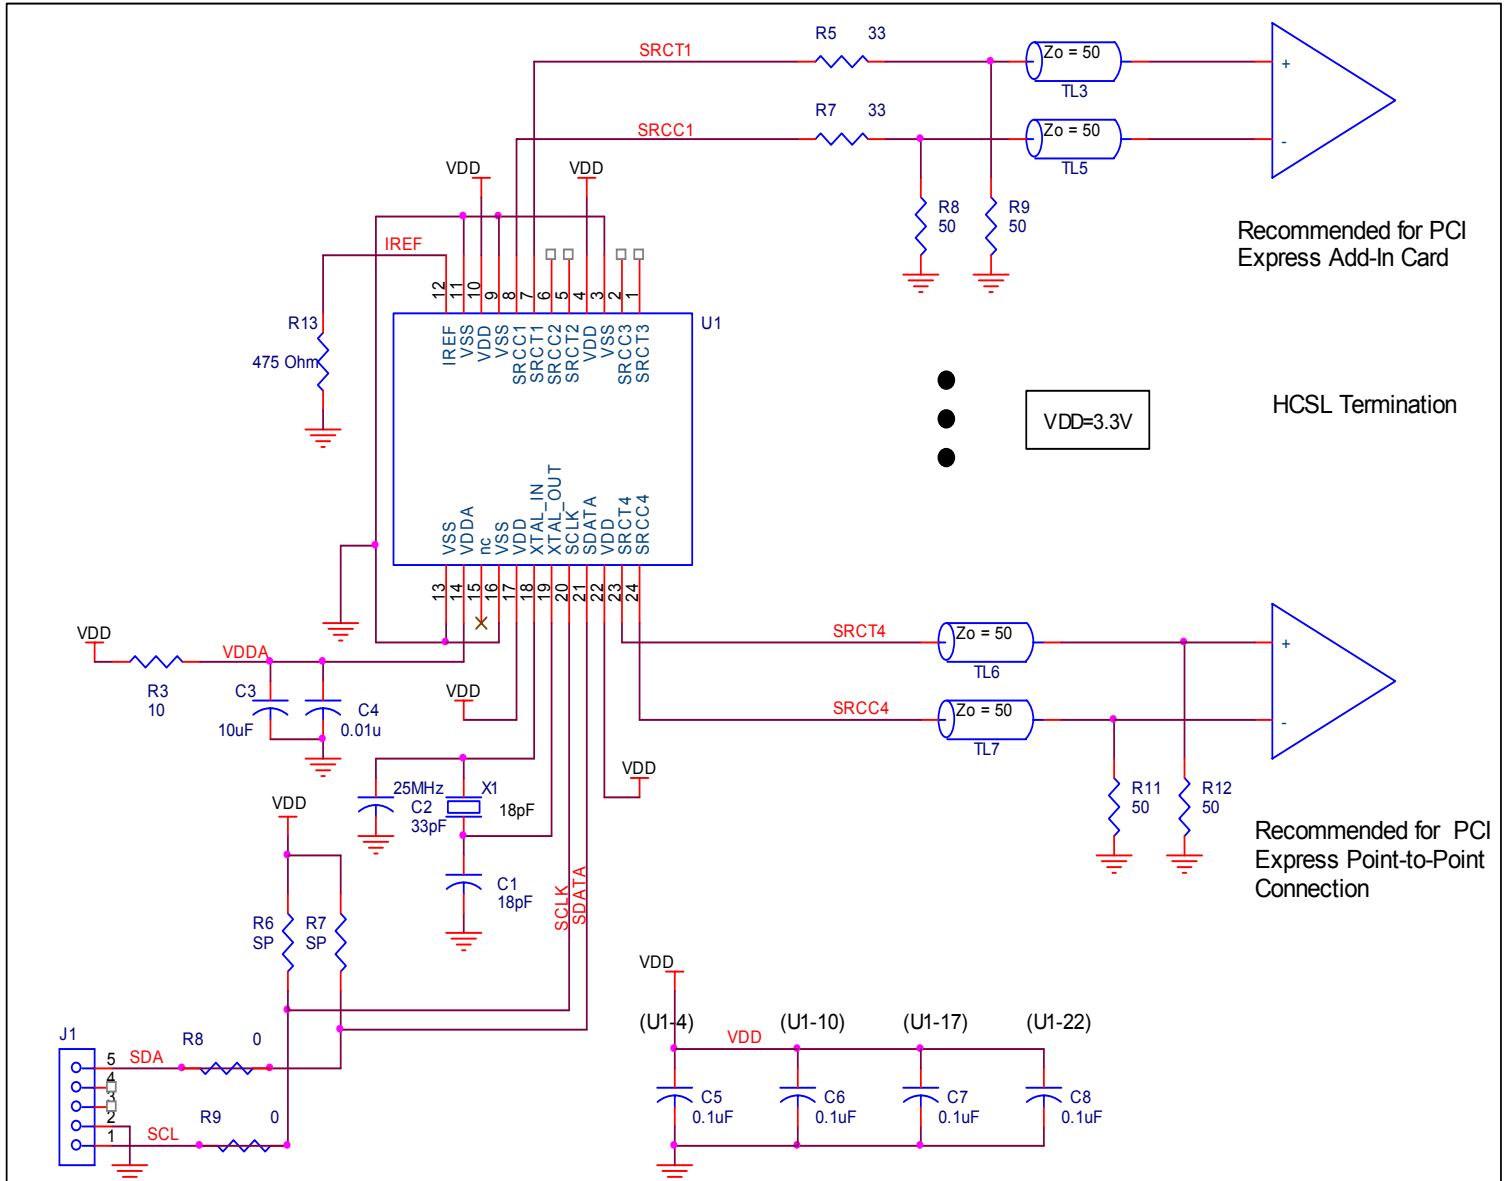 R5 33
SRCT1
Zo = 50
TL3
+
R7 33
SRCC1
Zo = 50
TL5
-
VDD
VDD
R8
50
R9
50
Recommended for PCI
Express Add-In Card
IREF
12
11
10
9
8
7
6
5
4
3
2
1
R13
475 Ohm
U1
IREF
VSS
VDD
VSS
SRCC1
SRCT1
SRCC2
SRCT2
VDD
VSS
SRCC3
SRCT3
VDD=3.3V
HCSL Termination
VSS
VDDA
nc
VSS
VDD
XTAL_IN
XTAL_OUT
SCLK
SDATA
VDD
SRCT4
SRCC4
13
14
15
16
17
18
19
20
21
22
23
24
VDD
VDDA
R3
10
C3
10uF
C4
0.01u
VDD
SRCT4
Zo = 50
TL6
+
SRCC4
Zo = 50
TL7
-
VDD
R11
50
R12
50
Recommended for PCI
Express Point-to-Point
Connection
25MHz
X1
C2
33pF
18pF
VDD
C1
18pF
SCLK
SDATA
R6
SP
R7
SP
VDD
(U1-4) (U1-10) (U1-17) (U1-22)
VDD
C5
0.1uF
C6
0.1uF
C7
0.1uF
C8
0.1uF
J1
R8 0
5
SDA
4
3
2
1
SCL
R9 0